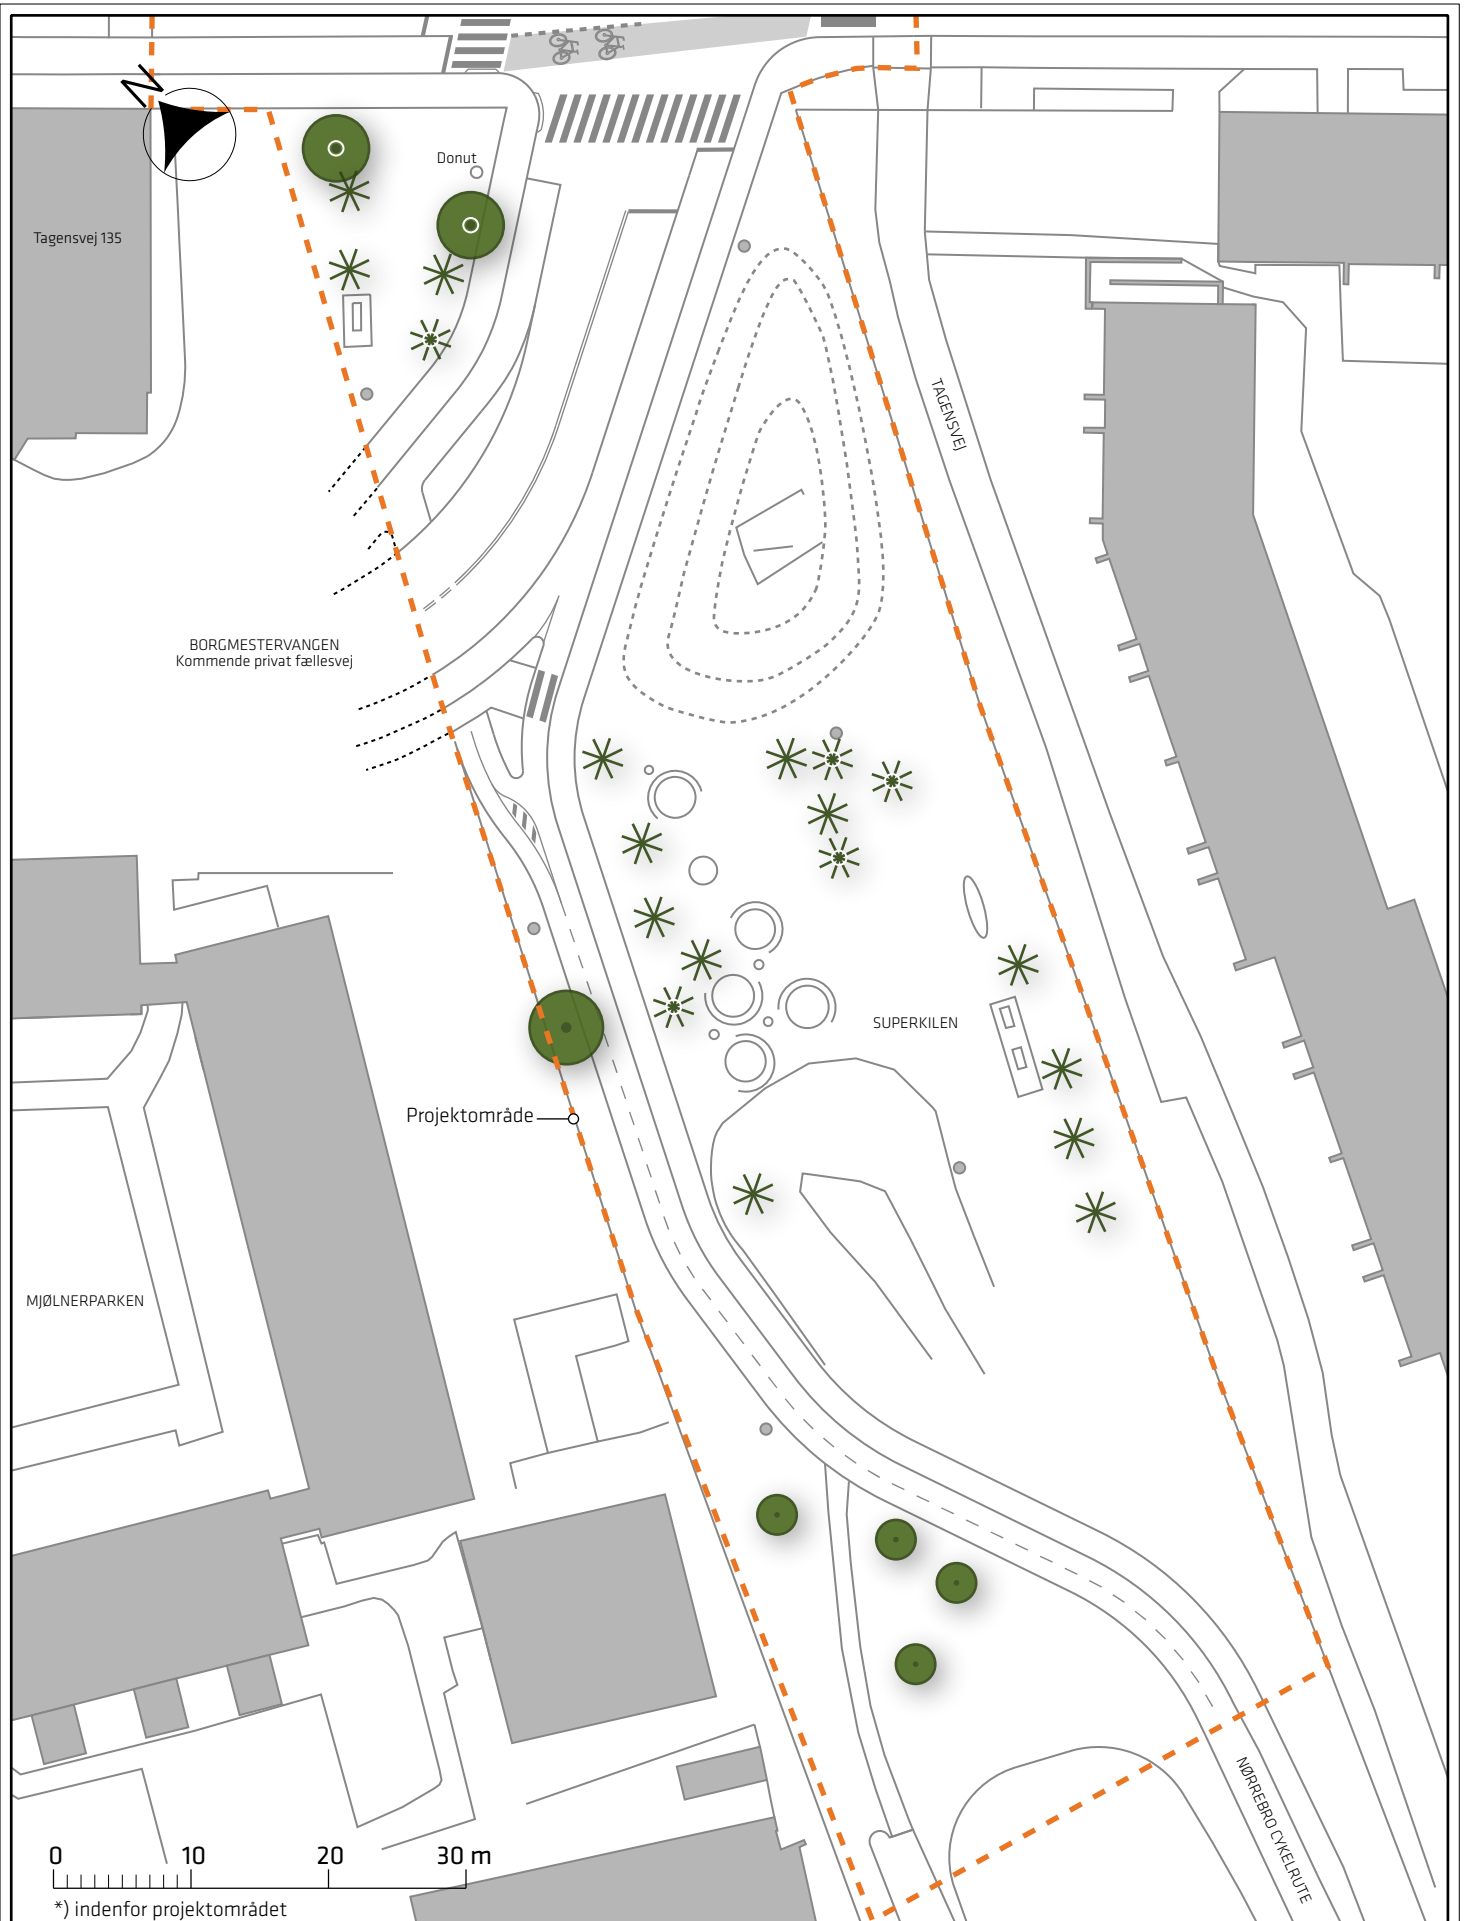 N
Donut
Tagensvej 135
TAGENSVEJ
BORGMESTERVANGEN
Kommende privat fællesvej
SUPERKILEN
Projektområde
MJØLNERPARKEN
NØRREBRO CYKELRUTE
0 10 20 30 m
*) indenfor projektområdet